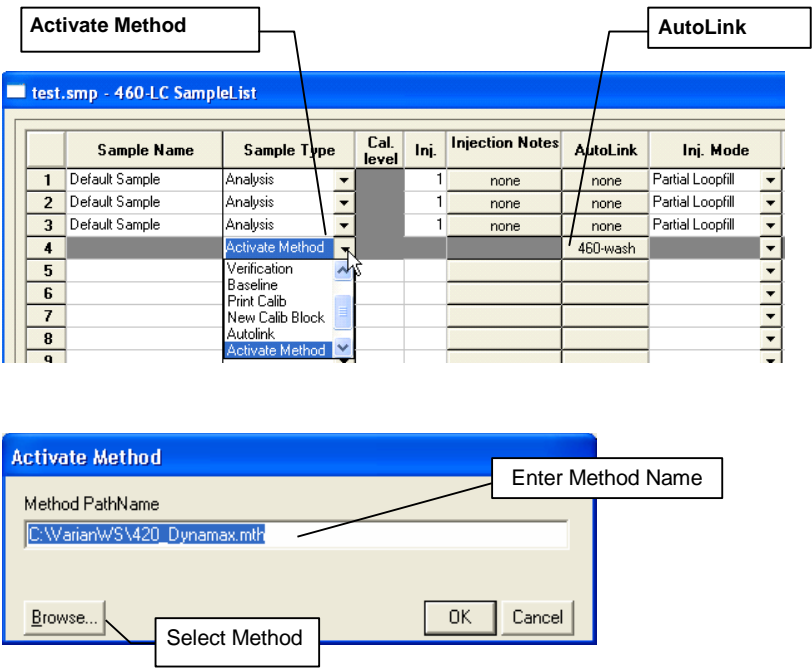 Activate Method
AutoLink
test.smp - 460-LC SampleList
Sample Name Sample Type Cal. level Inj. Injection Notes AutoLink Inj. Mode
1 Default Sample Analysis 1 none none Partial Loopfill
2 Default Sample Analysis 1 none none Partial Loopfill
3 Default Sample Analysis 1 none none Partial Loopfill
4 Activate Method 460-wash
5 Verification
6 Baseline
Print Calib
7 New Calib Block
8 Autolink
Activate Method
9
Activate Method
Enter Method Name
Method PathName
C:\VarianWS\420_Dynamax.mth
Browse... OK Cancel
Select Method